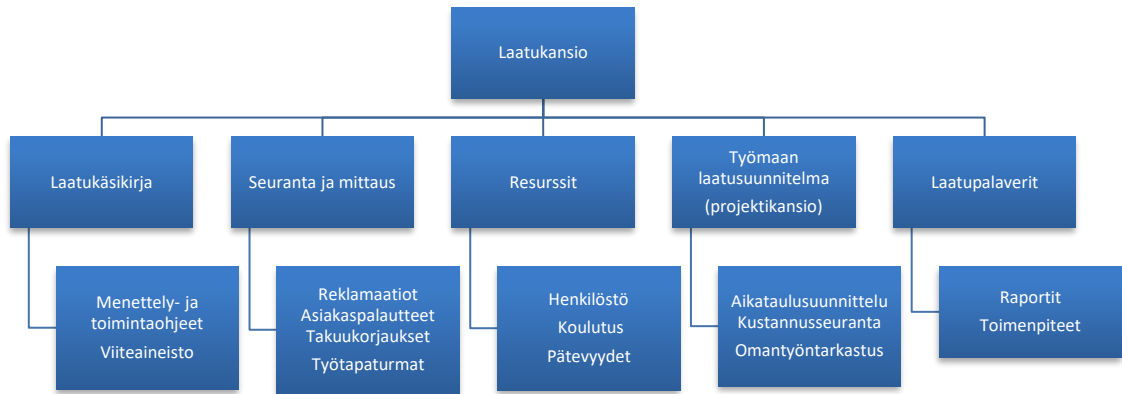 Laatukansio
Laatukäsikirja
Seuranta ja mittaus
Resurssit
Työmaan
laatusuunnitelma
(projektikansio)
Laatupalaverit
Menettely- ja
toimintaohjeet
Viiteaineisto
Reklamaatiot
Asiakaspalautteet
Takuukorjaukset
Työtapaturmat
Henkilöstö
Koulutus
Pätevyydet
Aikataulusuunnittelu
Kustannusseuranta
Omantyöntarkastus
Raportit
Toimenpiteet